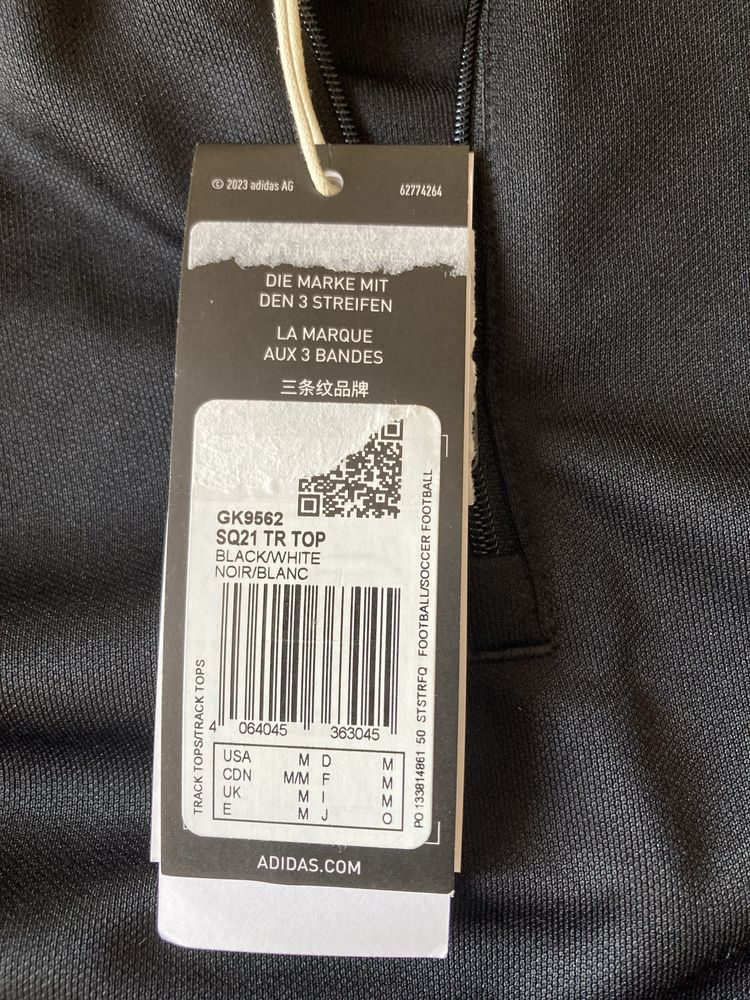 © 2023 adidas AG
62774264
DIE MARKE MIT
DEN 3 STREIFEN
LA MARQUE
AUX 3 BANDES
三条纹品牌
GK9562
SQ21 TR TOP
BLACK/WHITE
NOIR/BLANC
TRACK TOPS/TRACK TOPS
PO 133814861 50 STSTRFQ FOOTBALL/SOCCER FOOTBALL
4 064045 363045
USA M D M
CDN M/M F M
UK M I M
E M J O
ADIDAS.COM